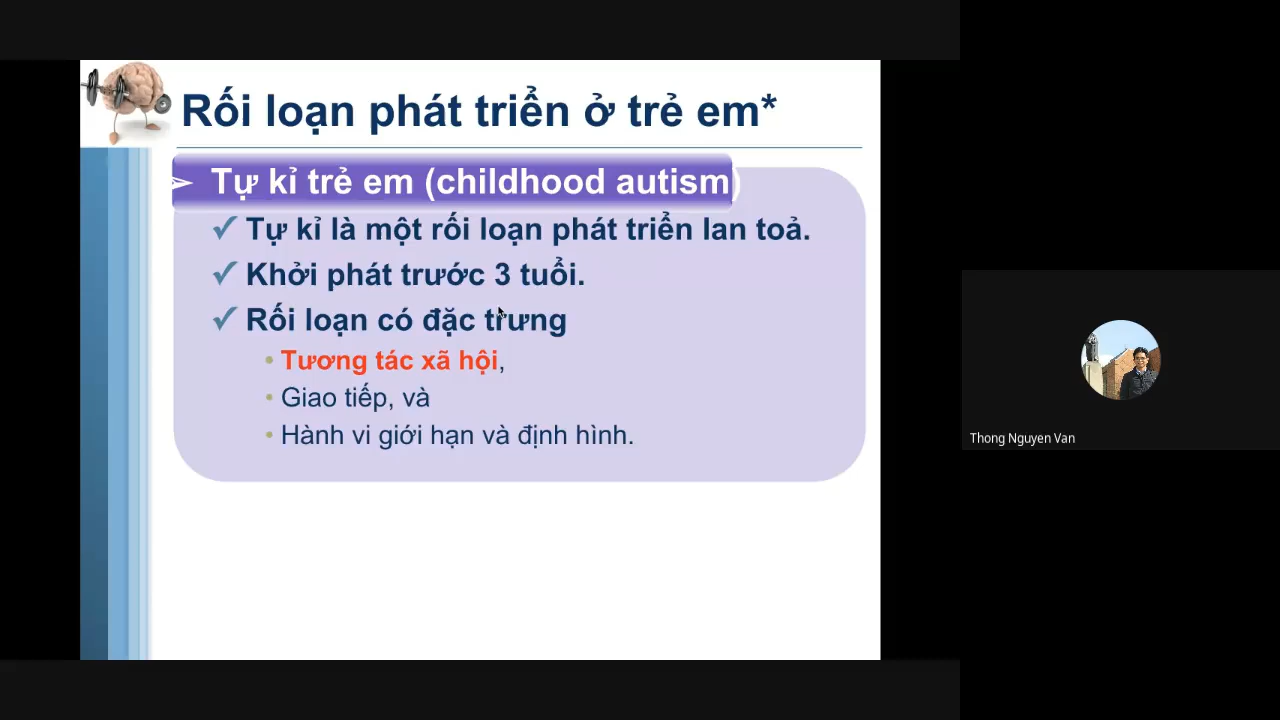 Rối loạn phát triển ở trẻ em*
Tự kỉ trẻ em (childhood autism)
Tự kỉ là một rối loạn phát triển lan toả.
Khởi phát trước 3 tuổi.
Rối loạn có đặc trưng
Tương tác xã hội,
Giao tiếp, và
Hành vi giới hạn và định hình.
Thong Nguyen Van